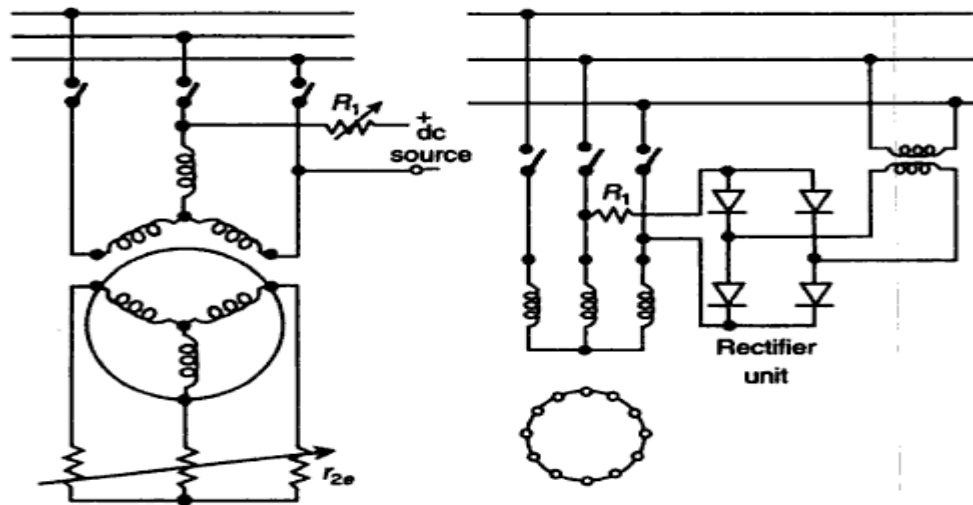 R₁
+
dc
source
r₂ₑ
R₁
Rectifier
unit